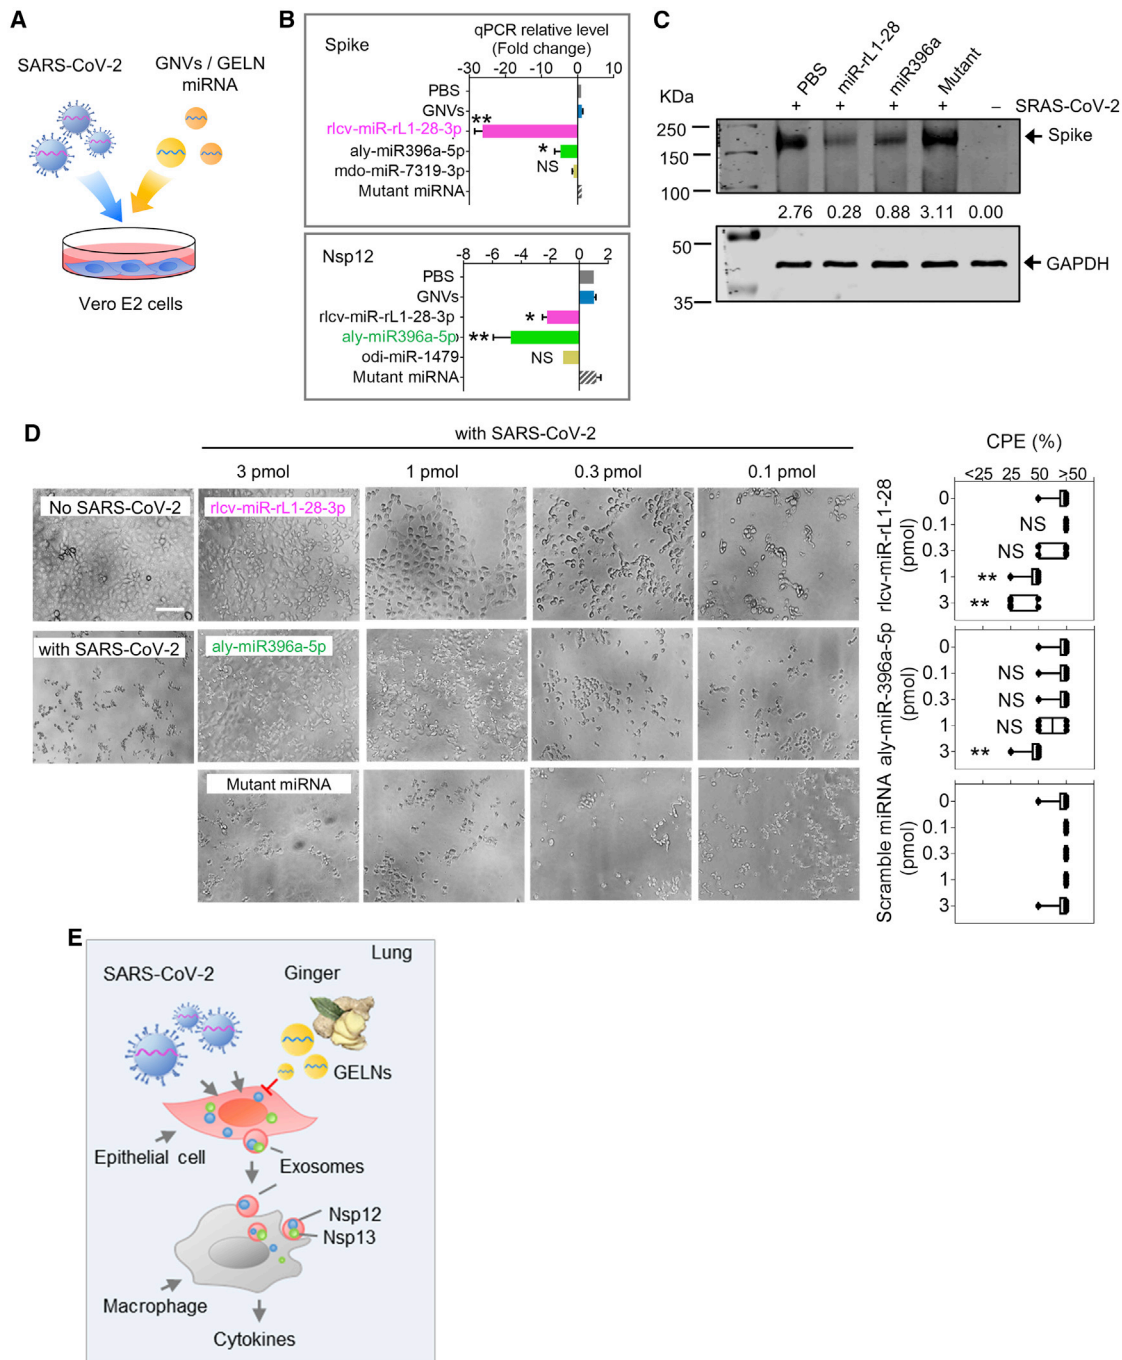 A
SARS-CoV-2
GNVs / GELN
miRNA
Vero E2 cells
B
Spike
qPCR relative level
(Fold change)
-30 -20 -10 0 10
PBS
GNVs
**
rlcv-miR-rL1-28-3p
aly-miR396a-5p
*
mdo-miR-7319-3p
NS
Mutant miRNA
Nsp12
-8 -6 -4 -2 0 2
PBS
GNVs
rlcv-miR-rL1-28-3p
*
aly-miR396a-5p
**
odi-miR-1479
NS
Mutant miRNA
C
PBS
miR-rL1-28
miR396a
Mutant
KDa
+ + + + – SRAS-CoV-2
250
150
100
Spike
2.76 0.28 0.88 3.11 0.00
50
35
GAPDH
D
with SARS-CoV-2
3 pmol 1 pmol 0.3 pmol 0.1 pmol
No SARS-CoV-2
rlcv-miR-rL1-28-3p
with SARS-CoV-2
aly-miR396a-5p
Mutant miRNA
CPE (%)
<25 25 50 >50
rlcv-miR-rL1-28
(pmol)
0
0.1 NS
0.3 NS
1 **
3 **
aly-miR-396a-5p
(pmol)
0
0.1 NS
0.3 NS
1 NS
3 **
Scramble miRNA
(pmol)
0
0.1
0.3
1
3
E
Lung
SARS-CoV-2
Ginger
GELNs
Epithelial cell
Exosomes
Nsp12
Nsp13
Macrophage
Cytokines